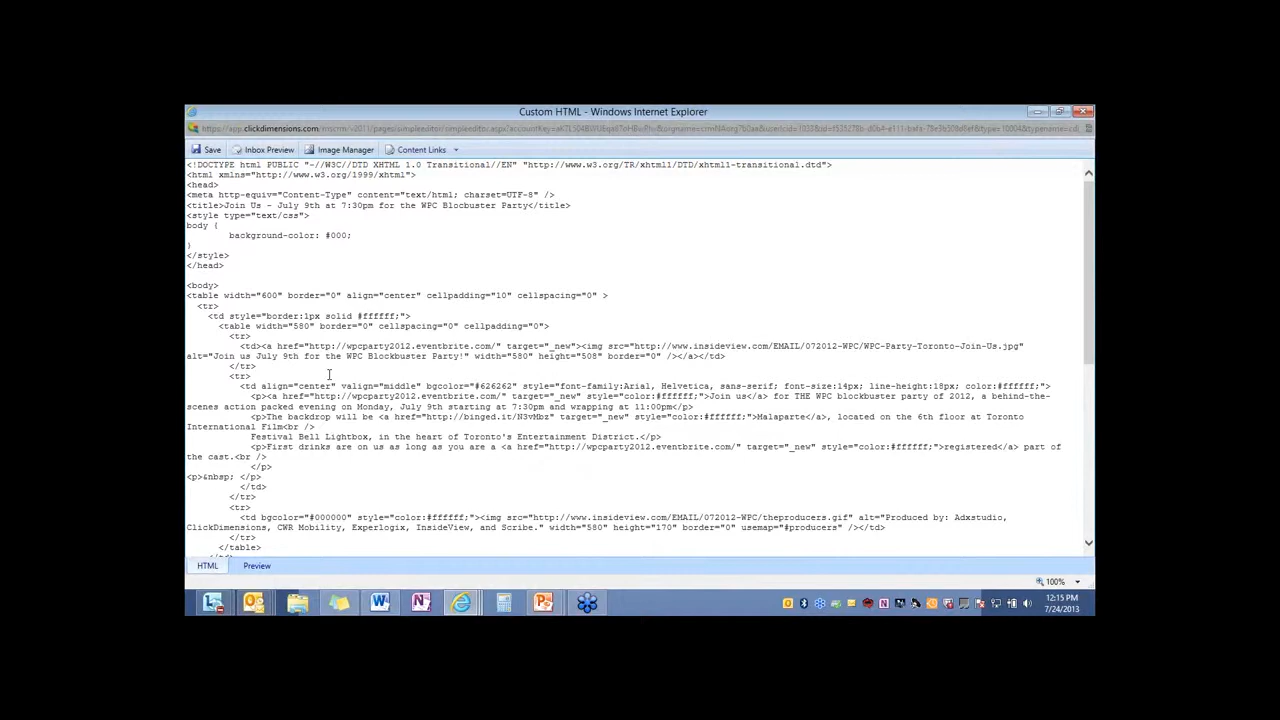 Custom HTML - Windows Internet Explorer
Save Inbox Preview Image Manager Content Links
<!DOCTYPE html PUBLIC "-//W3C//DTD XHTML 1.0 Transitional//EN" "http://www.w3.org/TR/xhtml1/DTD/xhtml1-transitional.dtd">
<html xmlns="http://www.w3.org/1999/xhtml">
<head>
<meta http-equiv="Content-Type" content="text/html; charset=UTF-8" />
<title>Join Us - July 9th at 7:30pm for the WPC Blocbuster Party</title>
<style type="text/css">
body {
background-color: #000;
}
</style>
</head>
<body>
<table width="600" border="0" align="center" cellpadding="10" cellspacing="0" >
<tr>
<td style="border:1px solid #ffffff;">
<table width="580" border="0" cellspacing="0" cellpadding="0">
<tr>
<td><a href="http://wpcparty2012.eventbrite.com/" target="_new"><img src="http://www.insideview.com/EMAIL/072012-WPC/WPC-Party-Toronto-Join-Us.jpg"
alt="Join us July 9th for the WPC Blockbuster Party!" width="580" height="508" border="0" /></a></td>
</tr>
<tr>
<td align="center" valign="middle" bgcolor="#626262" style="font-family:Arial, Helvetica, sans-serif; font-size:14px; line-height:18px; color:#ffffff;">
<p><a href="http://wpcparty2012.eventbrite.com/" target="_new" style="color:#ffffff;">Join us</a> for THE WPC blockbuster party of 2012, a behind-the-
scenes action packed evening on Monday, July 9th starting at 7:30pm and wrapping at 11:00pm</p>
<p>The backdrop will be <a href="http://binged.it/N3vMbz" target="_new" style="color:#ffffff;">Malaparte</a>, located on the 6th floor at Toronto
International Film<br />
Festival Bell Lightbox, in the heart of Toronto's Entertainment District.</p>
<p>First drinks are on us as long as you are a <a href="http://wpcparty2012.eventbrite.com/" target="_new" style="color:#ffffff;">registered</a> part of
the cast.<br />
</p>
<p>&nbsp; </p>
</td>
</tr>
<tr>
<td bgcolor="#000000" style="color:#ffffff;"><img src="http://www.insideview.com/EMAIL/072012-WPC/theproducers.gif" alt="Produced by: Adxstudio,
ClickDimensions, CWR Mobility, Experlogix, InsideView, and Scribe." width="580" height="170" border="0" usemap="#producers" /></td>
</tr>
</table>
HTML Preview
100%
12:15 PM
7/24/2013